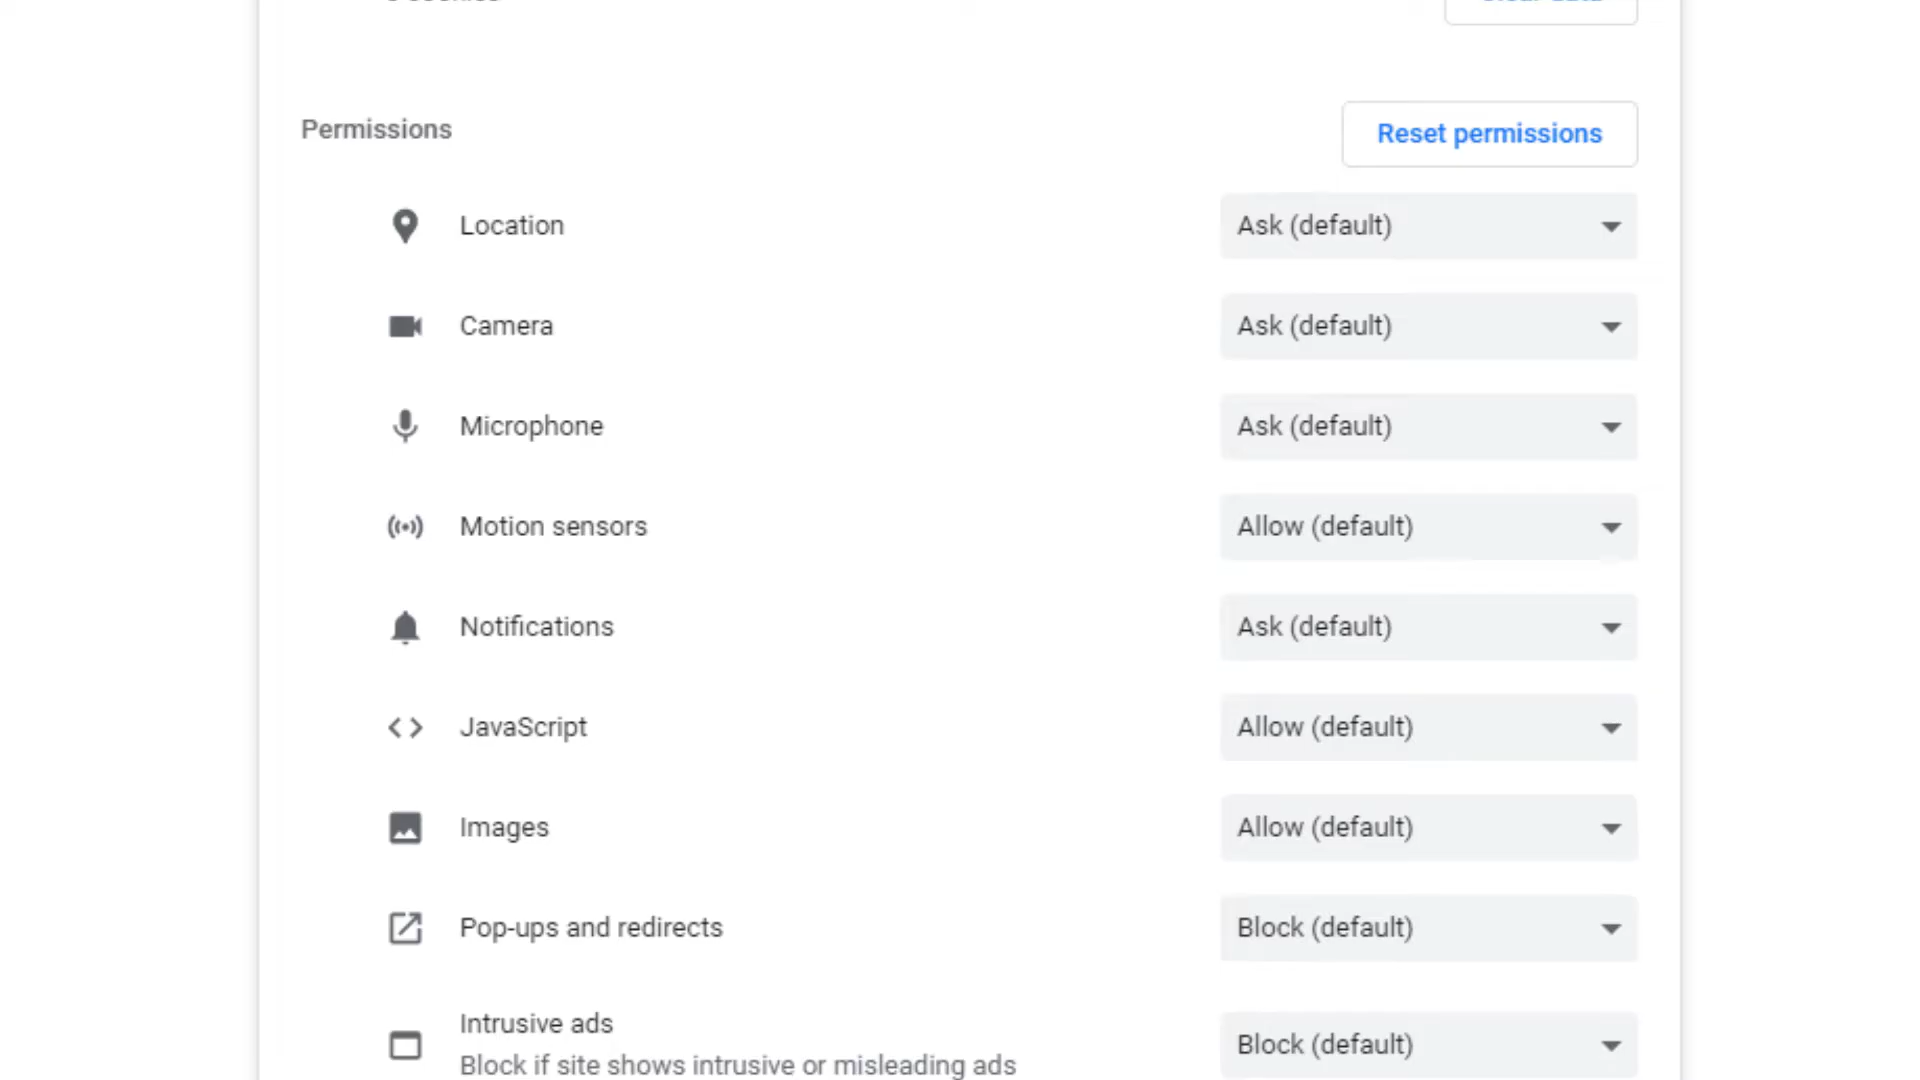 Permissions
Reset permissions
Location
Ask (default)
Camera
Ask (default)
Microphone
Ask (default)
Motion sensors
Allow (default)
Notifications
Ask (default)
JavaScript
Allow (default)
Images
Allow (default)
Pop-ups and redirects
Block (default)
Intrusive ads
Block if site shows intrusive or misleading ads
Block (default)